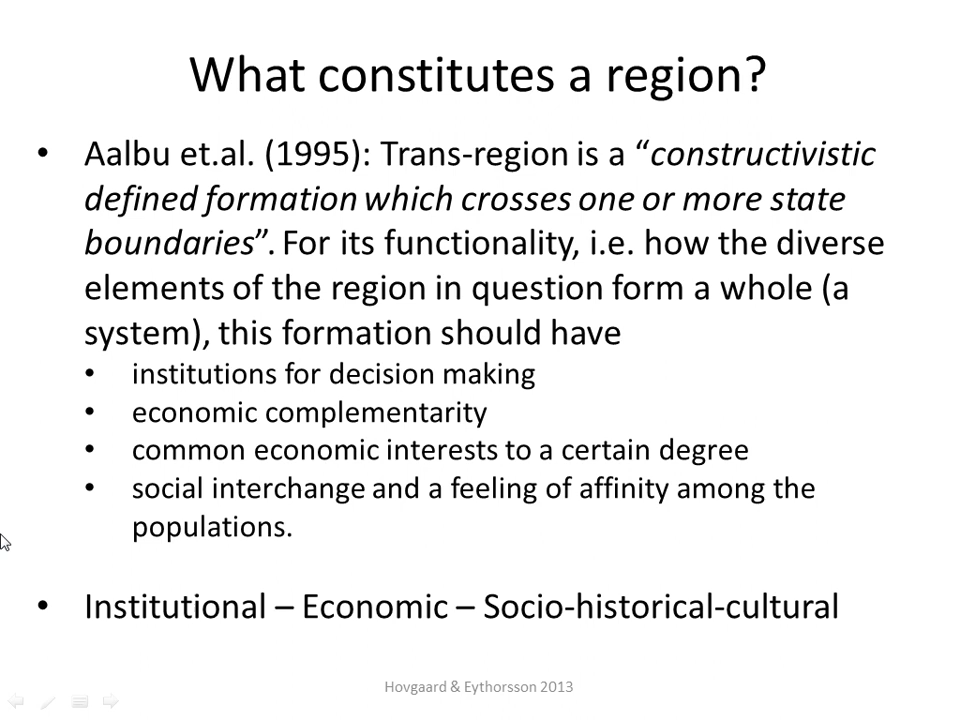 What constitutes a region?
• Aalbu et.al. (1995): Trans-region is a “constructivistic
defined formation which crosses one or more state
boundaries”. For its functionality, i.e. how the diverse
elements of the region in question form a whole (a
system), this formation should have
• institutions for decision making
• economic complementarity
• common economic interests to a certain degree
• social interchange and a feeling of affinity among the
populations.
• Institutional – Economic – Socio-historical-cultural
Hovgaard & Eythorsson 2013